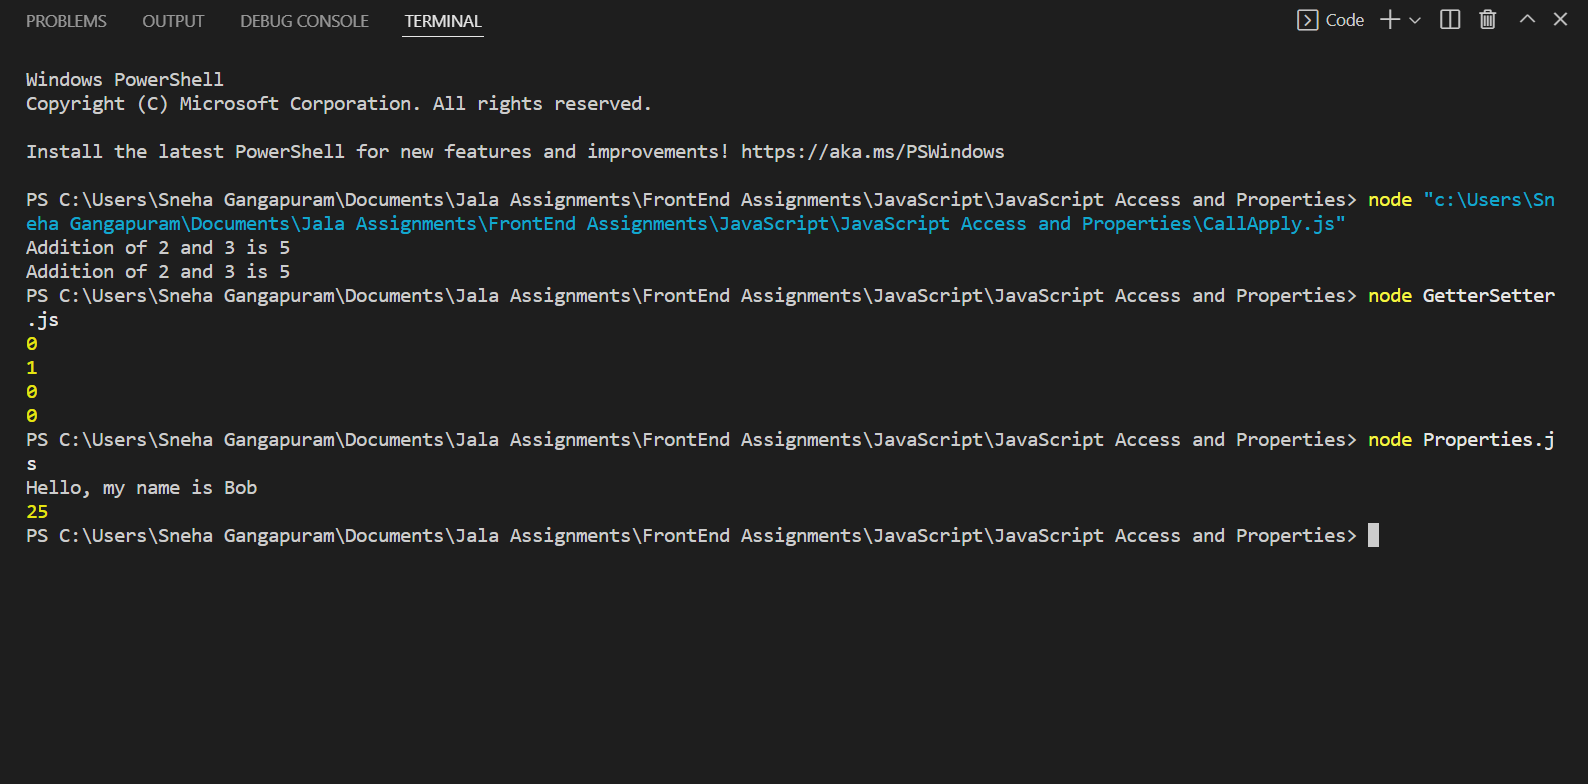 PROBLEMS OUTPUT DEBUG CONSOLE TERMINAL Code
Windows PowerShell
Copyright (C) Microsoft Corporation. All rights reserved.
Install the latest PowerShell for new features and improvements! https://aka.ms/PSWindows
PS C:\Users\Sneha Gangapuram\Documents\Jala Assignments\FrontEnd Assignments\JavaScript\JavaScript Access and Properties> node "c:\Users\Sn
eha Gangapuram\Documents\Jala Assignments\FrontEnd Assignments\JavaScript\JavaScript Access and Properties\CallApply.js"
Addition of 2 and 3 is 5
Addition of 2 and 3 is 5
PS C:\Users\Sneha Gangapuram\Documents\Jala Assignments\FrontEnd Assignments\JavaScript\JavaScript Access and Properties> node GetterSetter
.js
0
1
0
0
PS C:\Users\Sneha Gangapuram\Documents\Jala Assignments\FrontEnd Assignments\JavaScript\JavaScript Access and Properties> node Properties.j
s
Hello, my name is Bob
25
PS C:\Users\Sneha Gangapuram\Documents\Jala Assignments\FrontEnd Assignments\JavaScript\JavaScript Access and Properties>